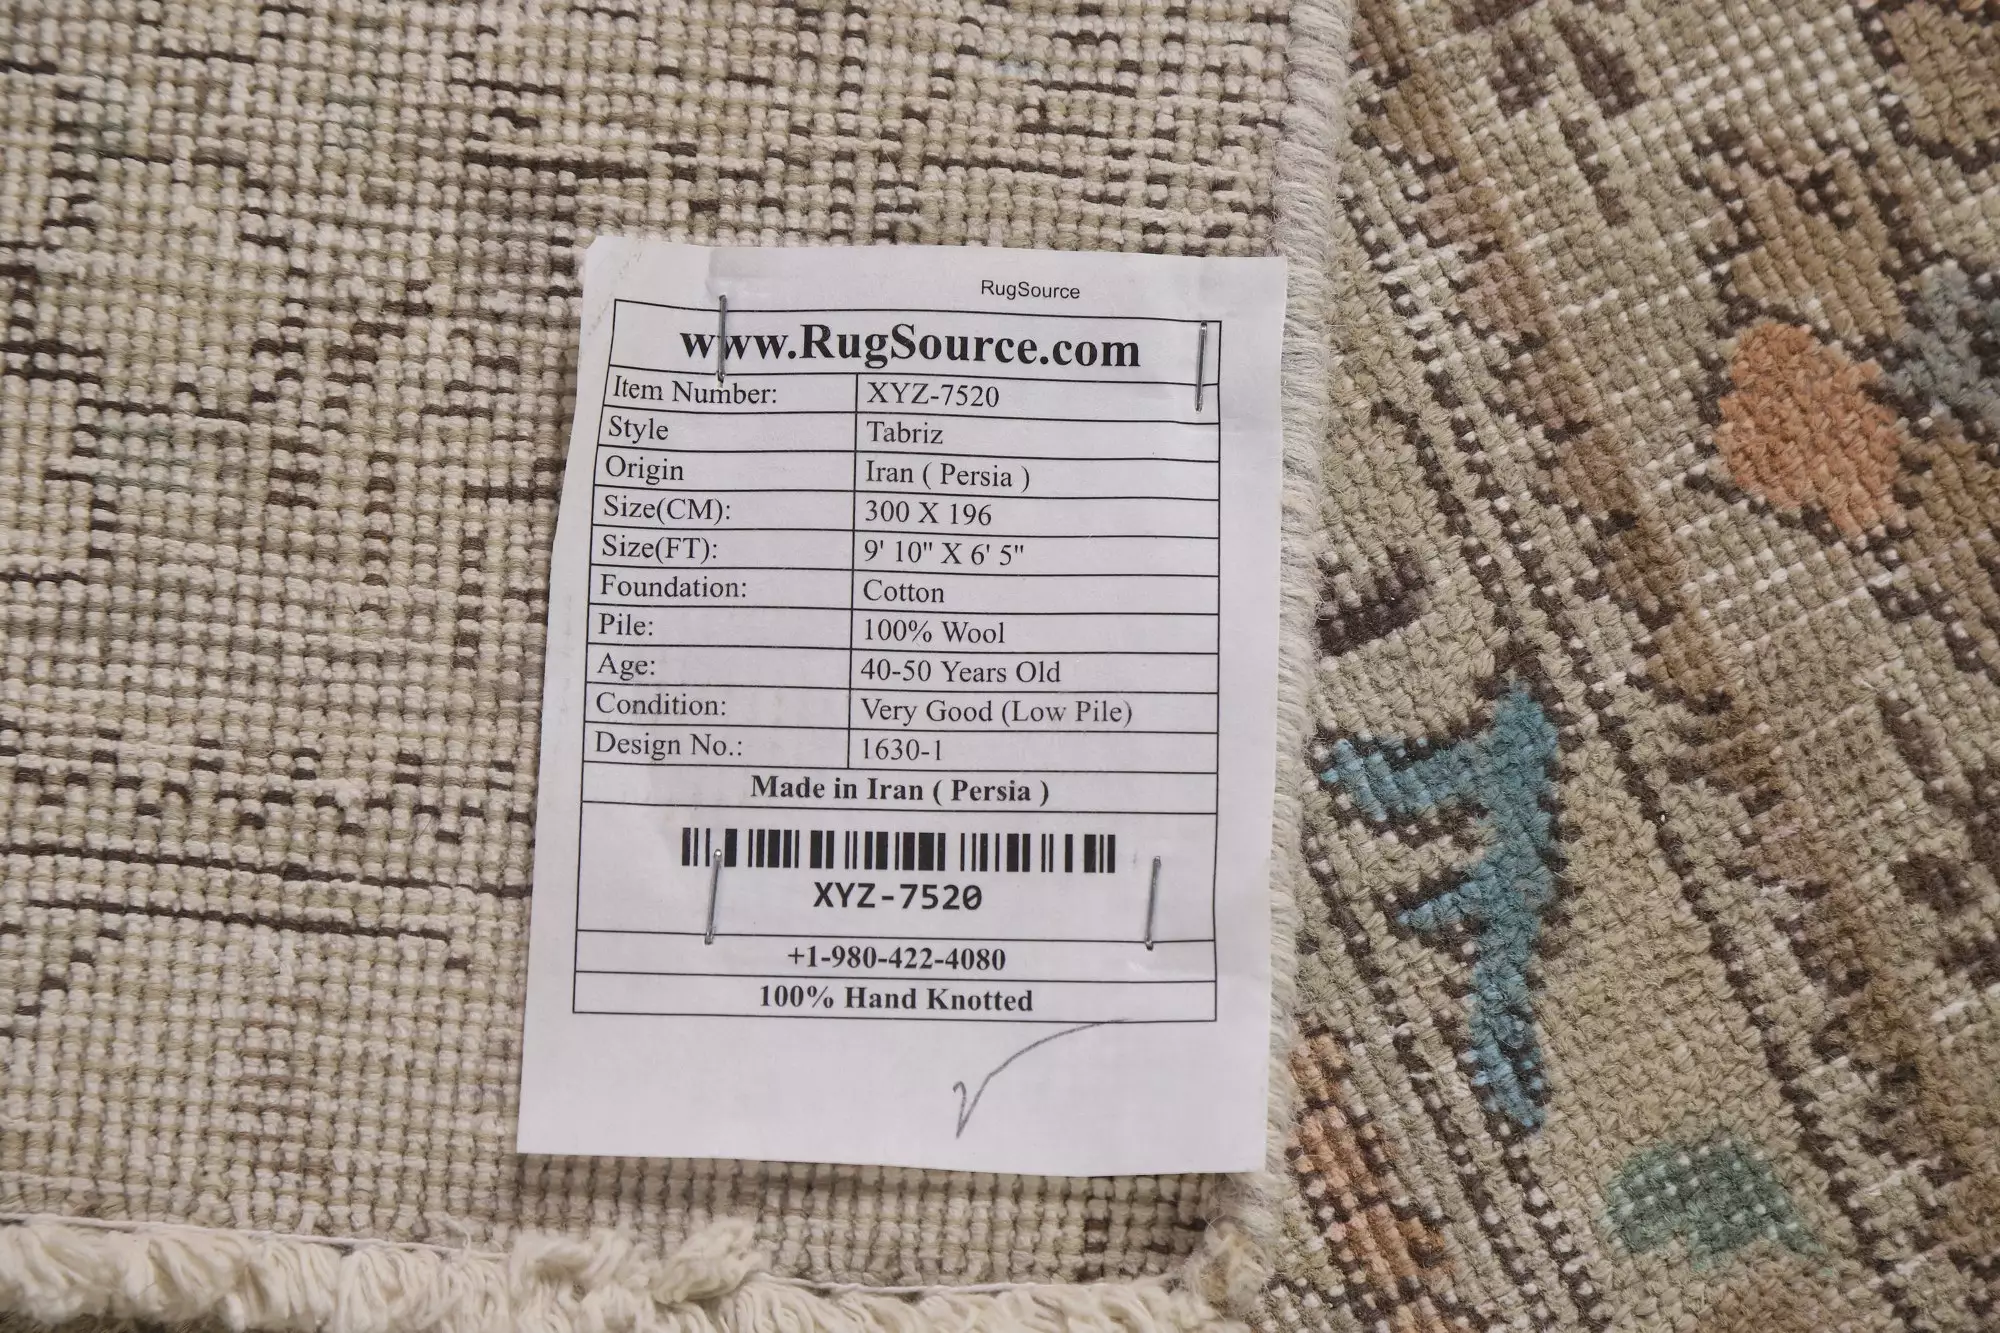 RugSource
www.RugSource.com
Item Number: XYZ-7520
Style Tabriz
Origin Iran ( Persia )
Size(CM): 300 X 196
Size(FT): 9' 10" X 6' 5"
Foundation: Cotton
Pile: 100% Wool
Age: 40-50 Years Old
Condition: Very Good (Low Pile)
Design No.: 1630-1
Made in Iran ( Persia )
XYZ-7520
+1-980-422-4080
100% Hand Knotted